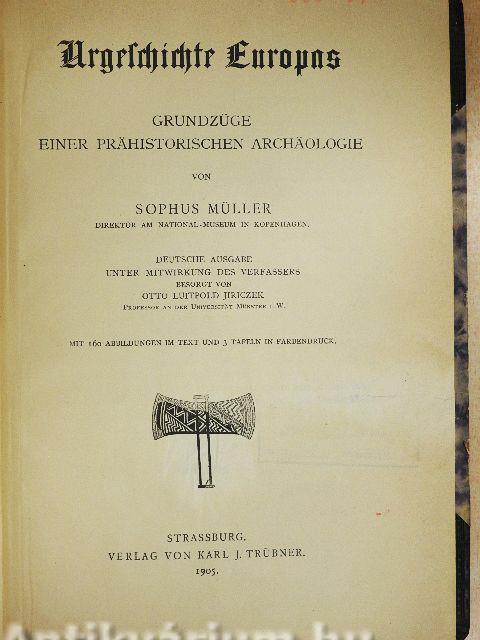 Urgeschichte Europas
GRUNDZÜGE
EINER PRÄHISTORISCHEN ARCHÄOLOGIE
VON
SOPHUS MÜLLER
DIREKTOR AM NATIONAL-MUSEUM IN KOPENHAGEN.
DEUTSCHE AUSGABE
UNTER MITWIRKUNG DES VERFASSERS
BESORGT VON
OTTO LUITPOLD JIRICZEK
PROFESSOR AN DER UNIVERSITÄT MÜNSTER I. W.
MIT 160 ABBILDUNGEN IM TEXT UND 3 TAFELN IN FARBENDRUCK.
STRASSBURG.
VERLAG VON KARL J. TRÜBNER.
1905.
Antikvárium.hu